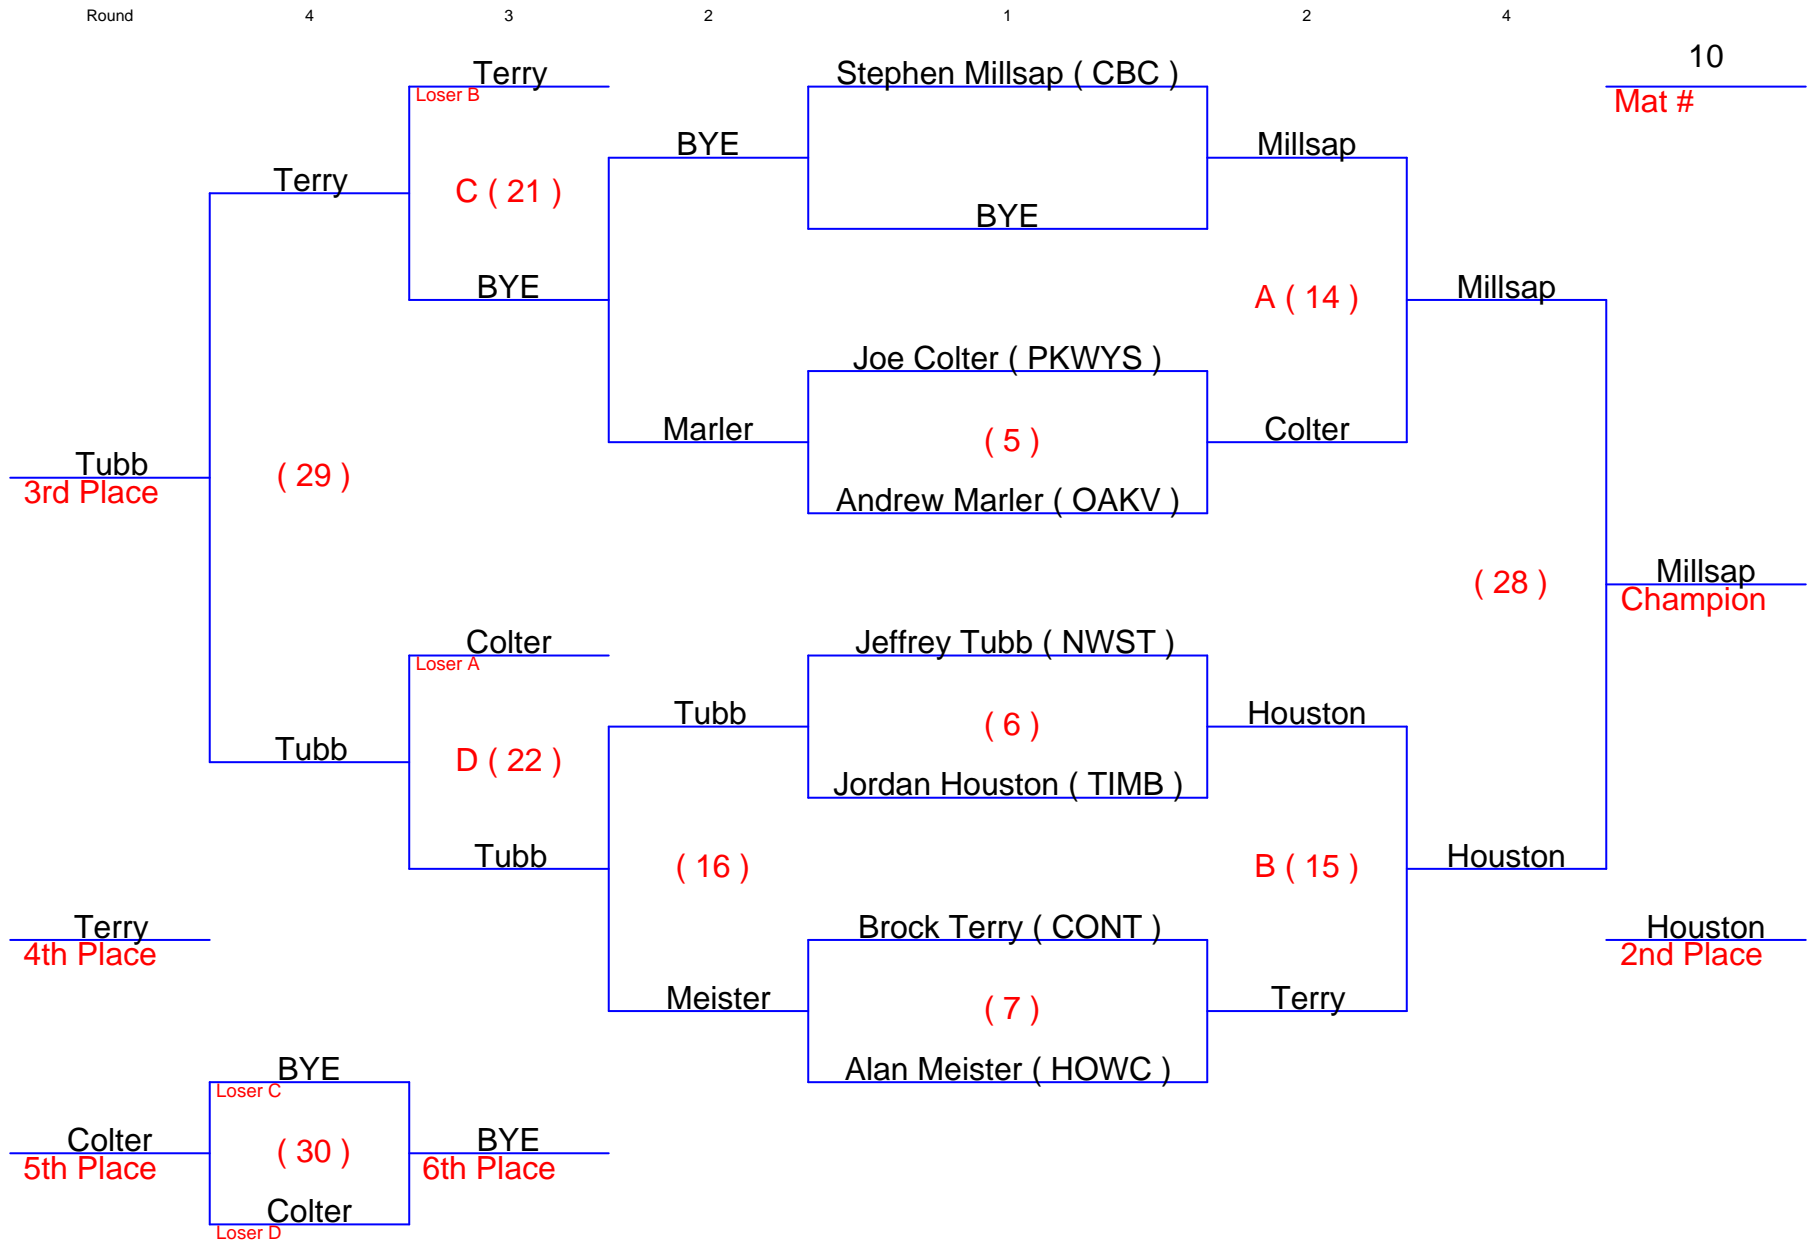 Round 4 3 2 1 2 4
10
Mat #
Terry
Loser B
Stephen Millsap ( CBC )
BYE
Millsap
Terry
C ( 21 )
BYE
BYE
A ( 14 )
Millsap
Joe Colter ( PKWYS )
Marler
( 5 )
Colter
Tubb
3rd Place
( 29 )
Andrew Marler ( OAKV )
( 28 )
Millsap
Champion
Colter
Loser A
Jeffrey Tubb ( NWST )
Tubb
( 6 )
Houston
Tubb
D ( 22 )
Jordan Houston ( TIMB )
Tubb
( 16 )
B ( 15 )
Houston
Terry
4th Place
Brock Terry ( CONT )
Houston
2nd Place
Meister
( 7 )
Terry
BYE
Loser C
Alan Meister ( HOWC )
Colter
5th Place
( 30 )
BYE
6th Place
Colter
Loser D